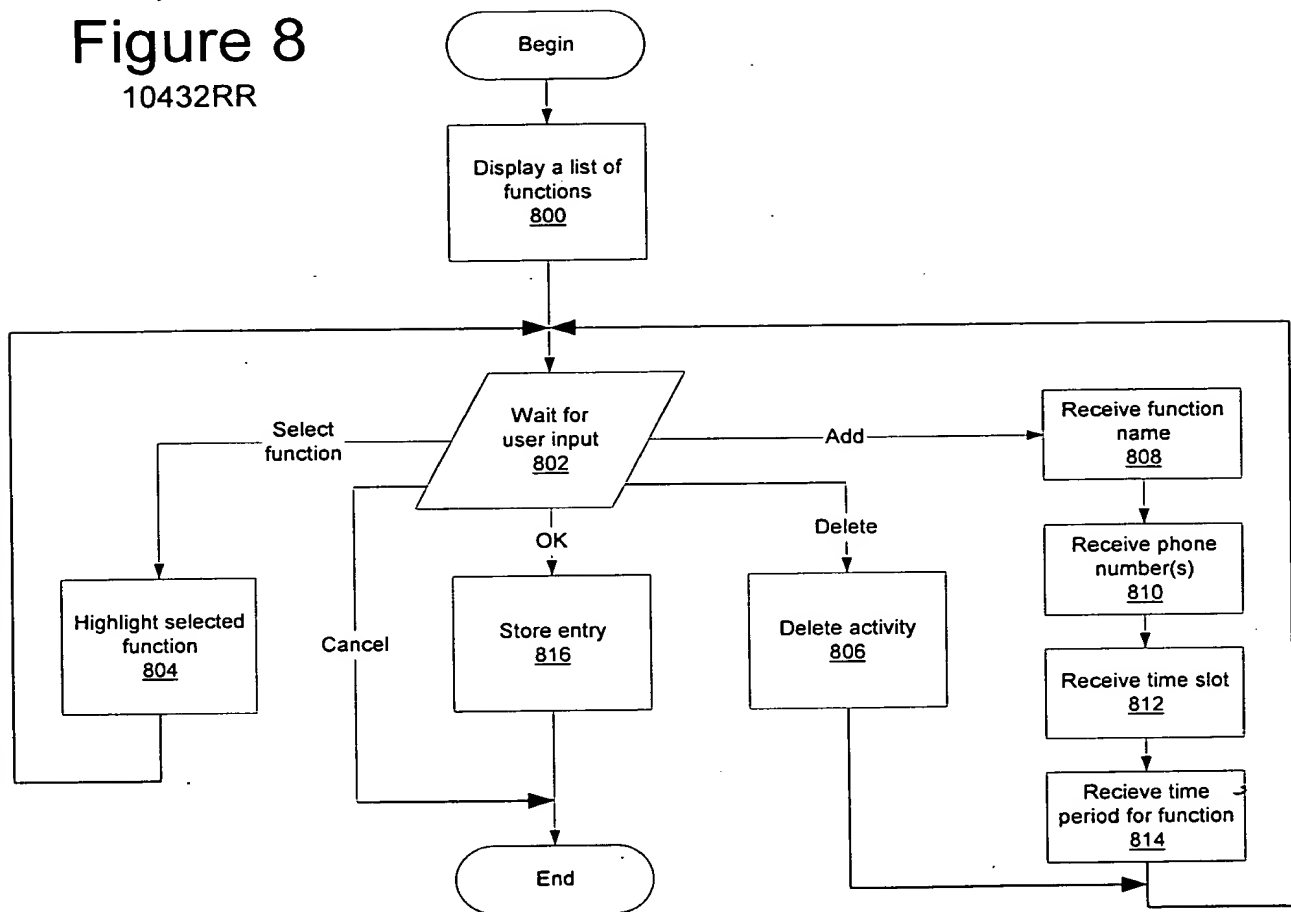 Figure 8
10432RR
Begin
Display a list of
functions
800
Wait for
user input
802
Select
function
Add
Cancel
OK
Delete
Highlight selected
function
804
Store entry
816
Delete activity
806
Receive function
name
808
Receive phone
number(s)
810
Receive time slot
812
Recieve time
period for function
814
End